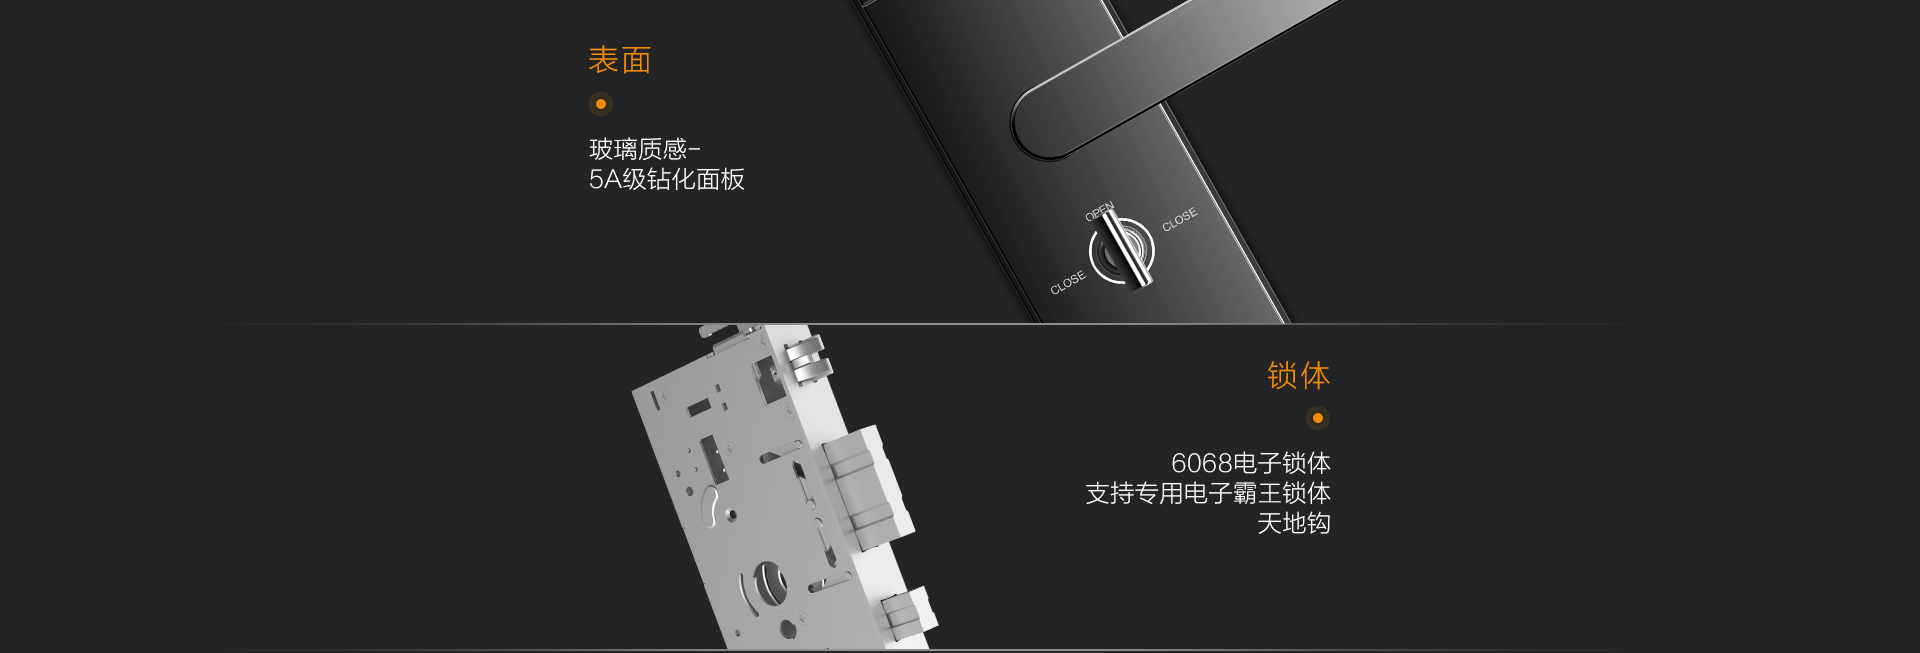 表面
玻璃质感-
5A级钻化面板
OPEN
CLOSE
CLOSE
锁体
6068电子锁体
支持专用电子霸王锁体
天地钩